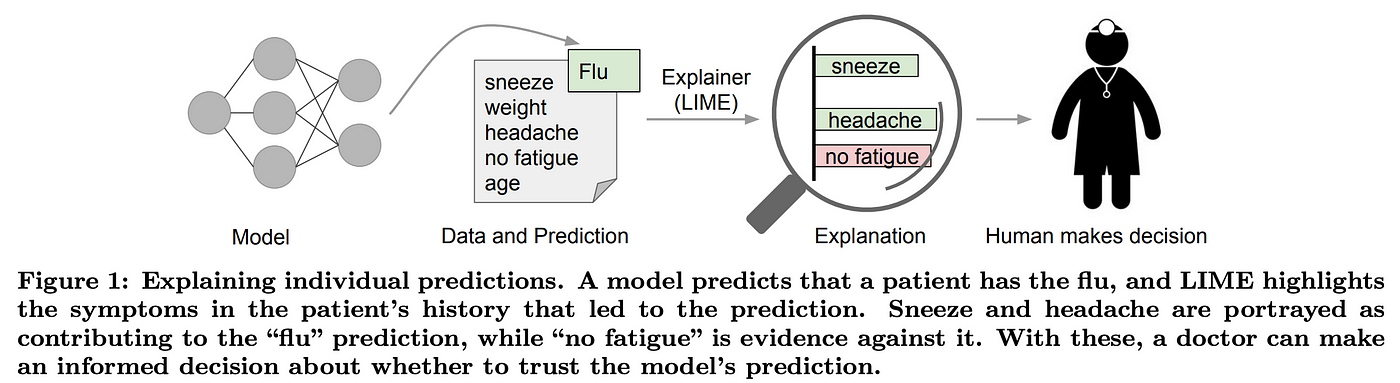 sneeze
weight
headache
no fatigue
age
Flu
Explainer
(LIME)
sneeze
headache
no fatigue
Model
Data and Prediction
Explanation
Human makes decision
Figure 1: Explaining individual predictions. A model predicts that a patient has the flu, and LIME highlights
the symptoms in the patient's history that led to the prediction. Sneeze and headache are portrayed as
contributing to the “flu” prediction, while “no fatigue” is evidence against it. With these, a doctor can make
an informed decision about whether to trust the model's prediction.